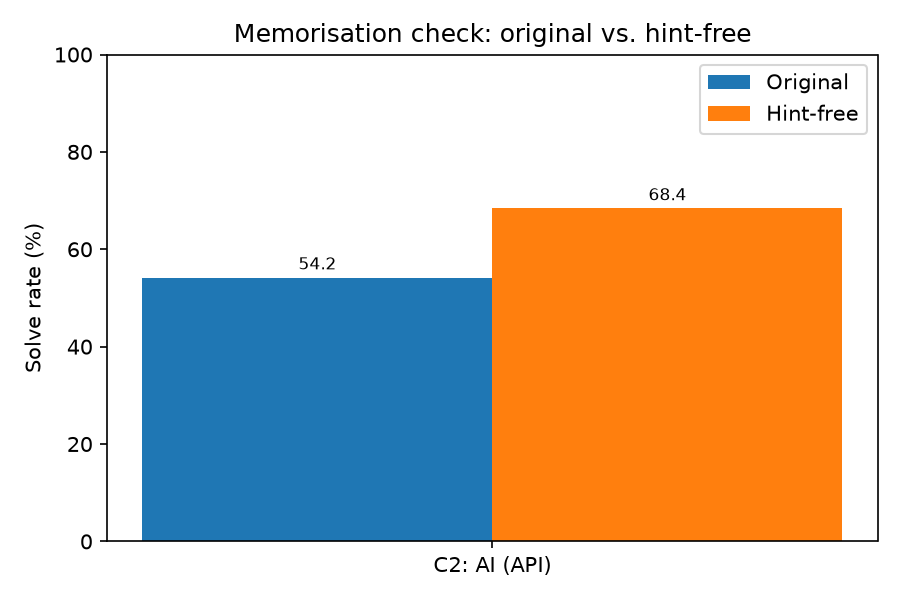 Memorisation check: original vs. hint-free
Solve rate (%)
100
80
60
40
20
0
Original
Hint-free
54.2
68.4
C2: AI (API)